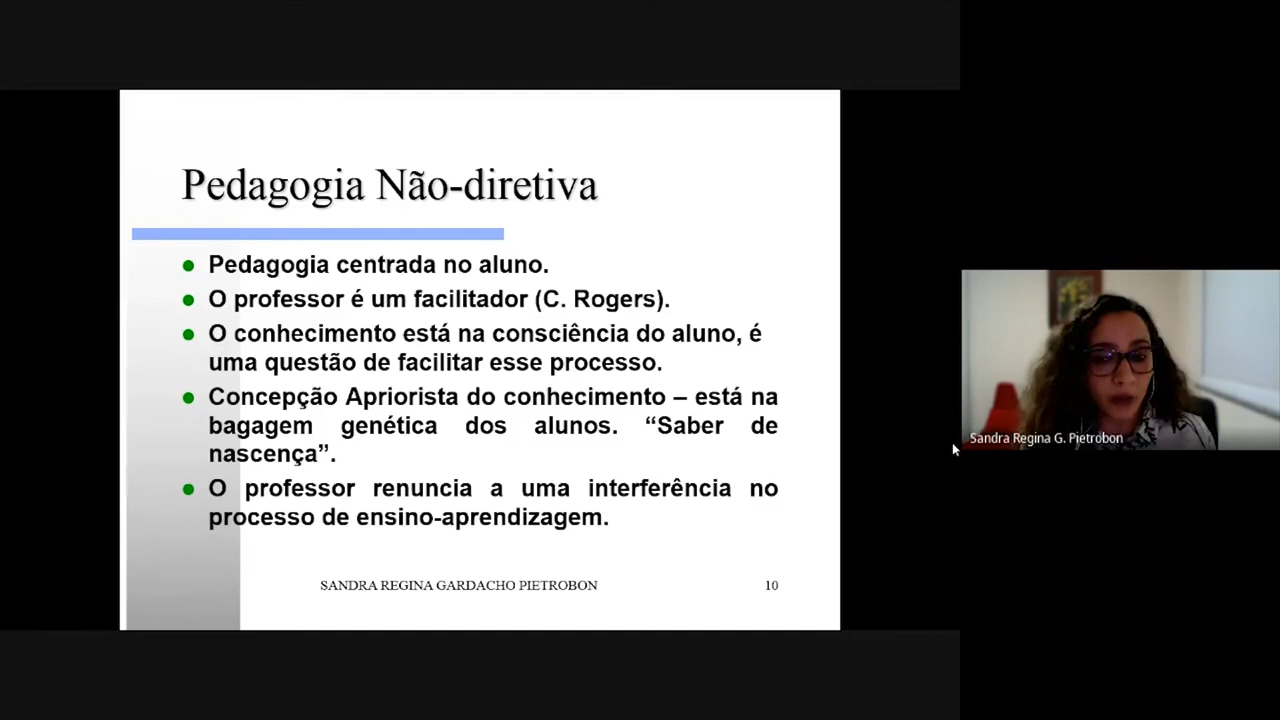 Pedagogia Não-diretiva
Pedagogia centrada no aluno.
O professor é um facilitador (C. Rogers).
O conhecimento está na consciência do aluno, é
uma questão de facilitar esse processo.
Concepção Apriorista do conhecimento – está na
bagagem genética dos alunos. “Saber de
nascença”.
O professor renuncia a uma interferência no
processo de ensino-aprendizagem.
SANDRA REGINA GARDACHO PIETROBON
10
Sandra Regina G. Pietrobon